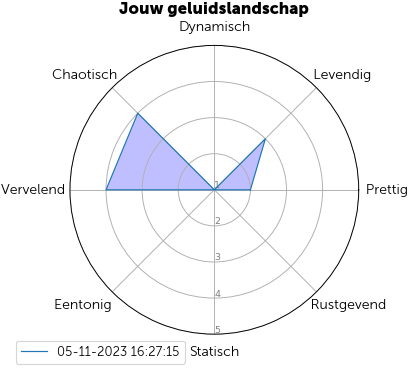 Jouw geluidslandschap
Dynamisch
Chaotisch
Levendig
Vervelend
1
Prettig
2
3
4
Eentonig
Rustgevend
5
05-11-2023 16:27:15
Statisch